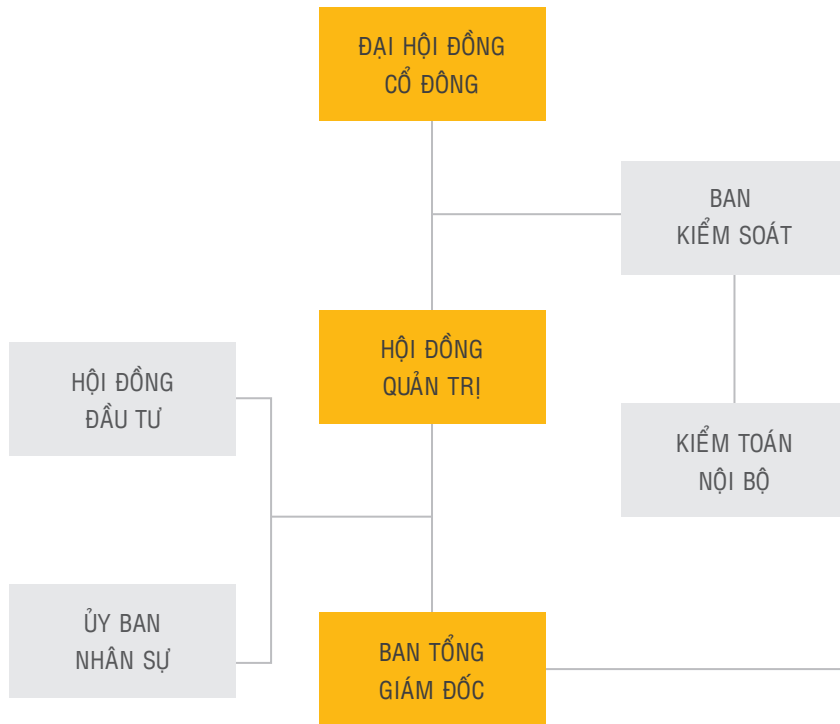 ĐẠI HỘI ĐỒNG
CỔ ĐÔNG
BAN
KIỂM SOÁT
HỘI ĐỒNG
QUẢN TRỊ
HỘI ĐỒNG
ĐẦU TƯ
KIỂM TOÁN
NỘI BỘ
ỦY BAN
NHÂN SỰ
BAN TỔNG
GIÁM ĐỐC